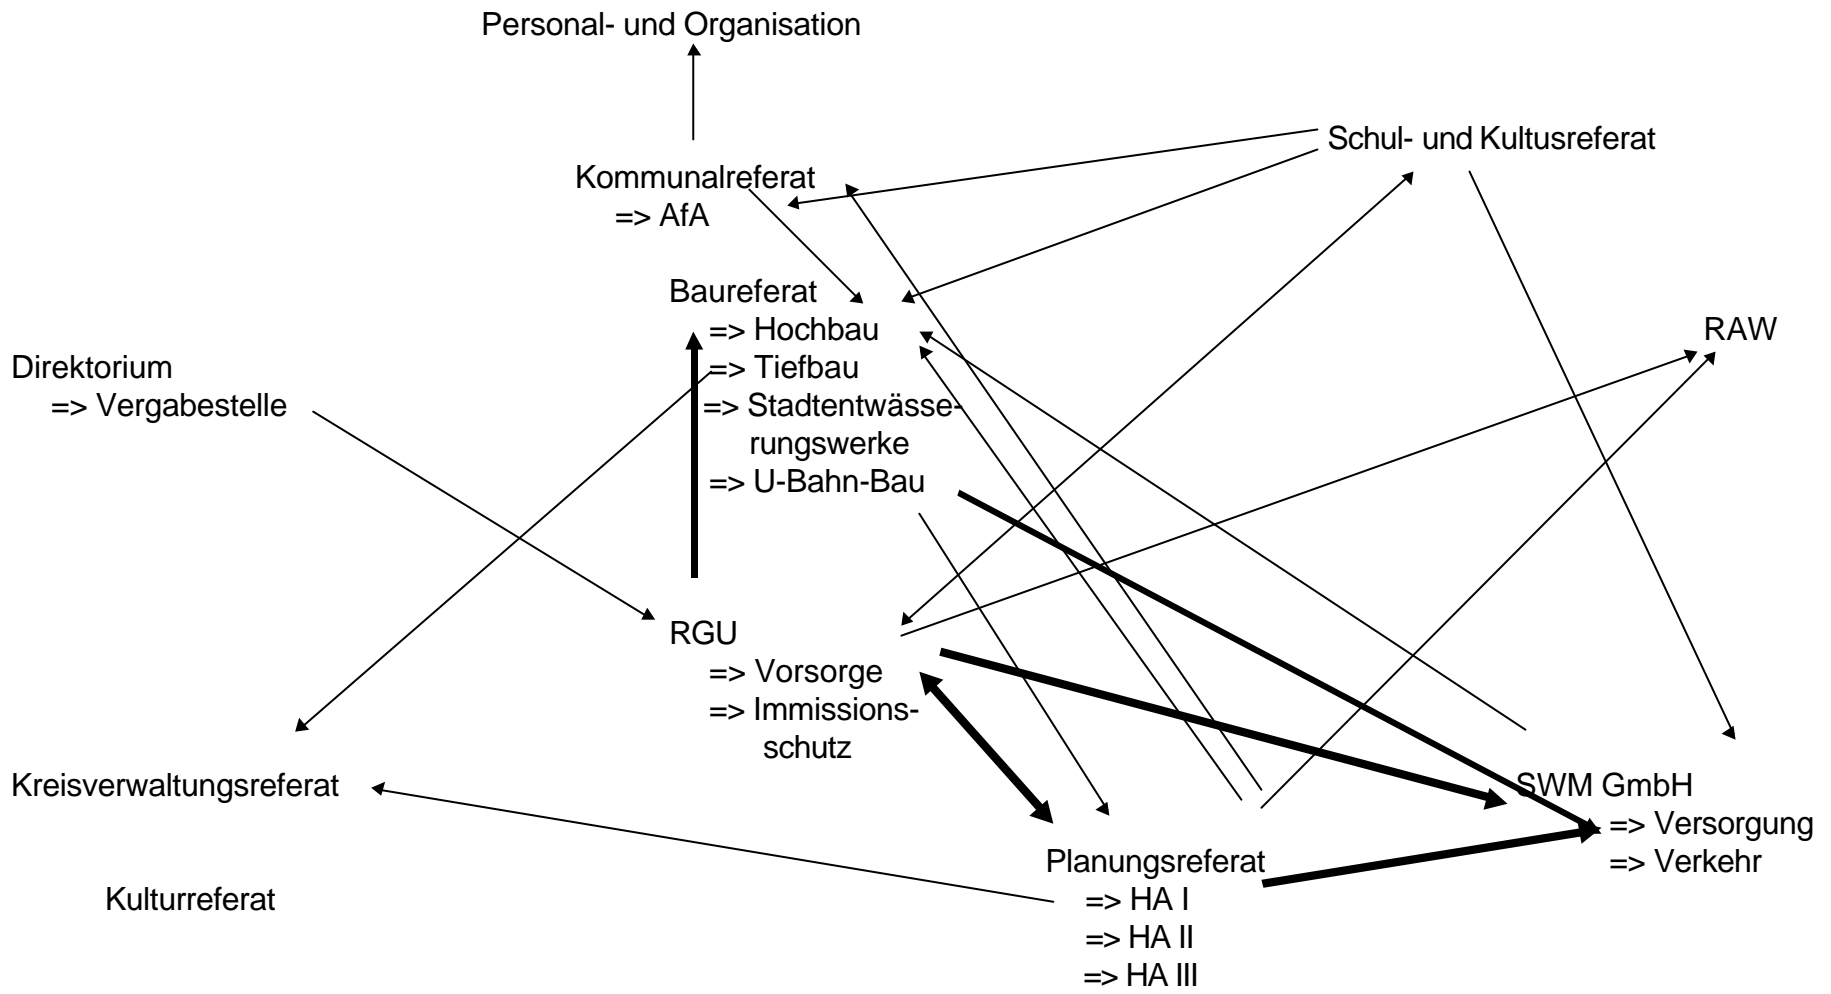 Personal- und Organisation
Schul- und Kultusreferat
Kommunalreferat
=> AfA
Baureferat
=> Hochbau
RAW
Direktorium
=> Tiefbau
=> Vergabestelle
=> Stadtentwässe-
rungswerke
=> U-Bahn-Bau
RGU
=> Vorsorge
=> Immissions-
schutz
Kreisverwaltungsreferat
SWM GmbH
=> Versorgung
=> Verkehr
Planungsreferat
=> HA I
=> HA II
=> HA III
Kulturreferat